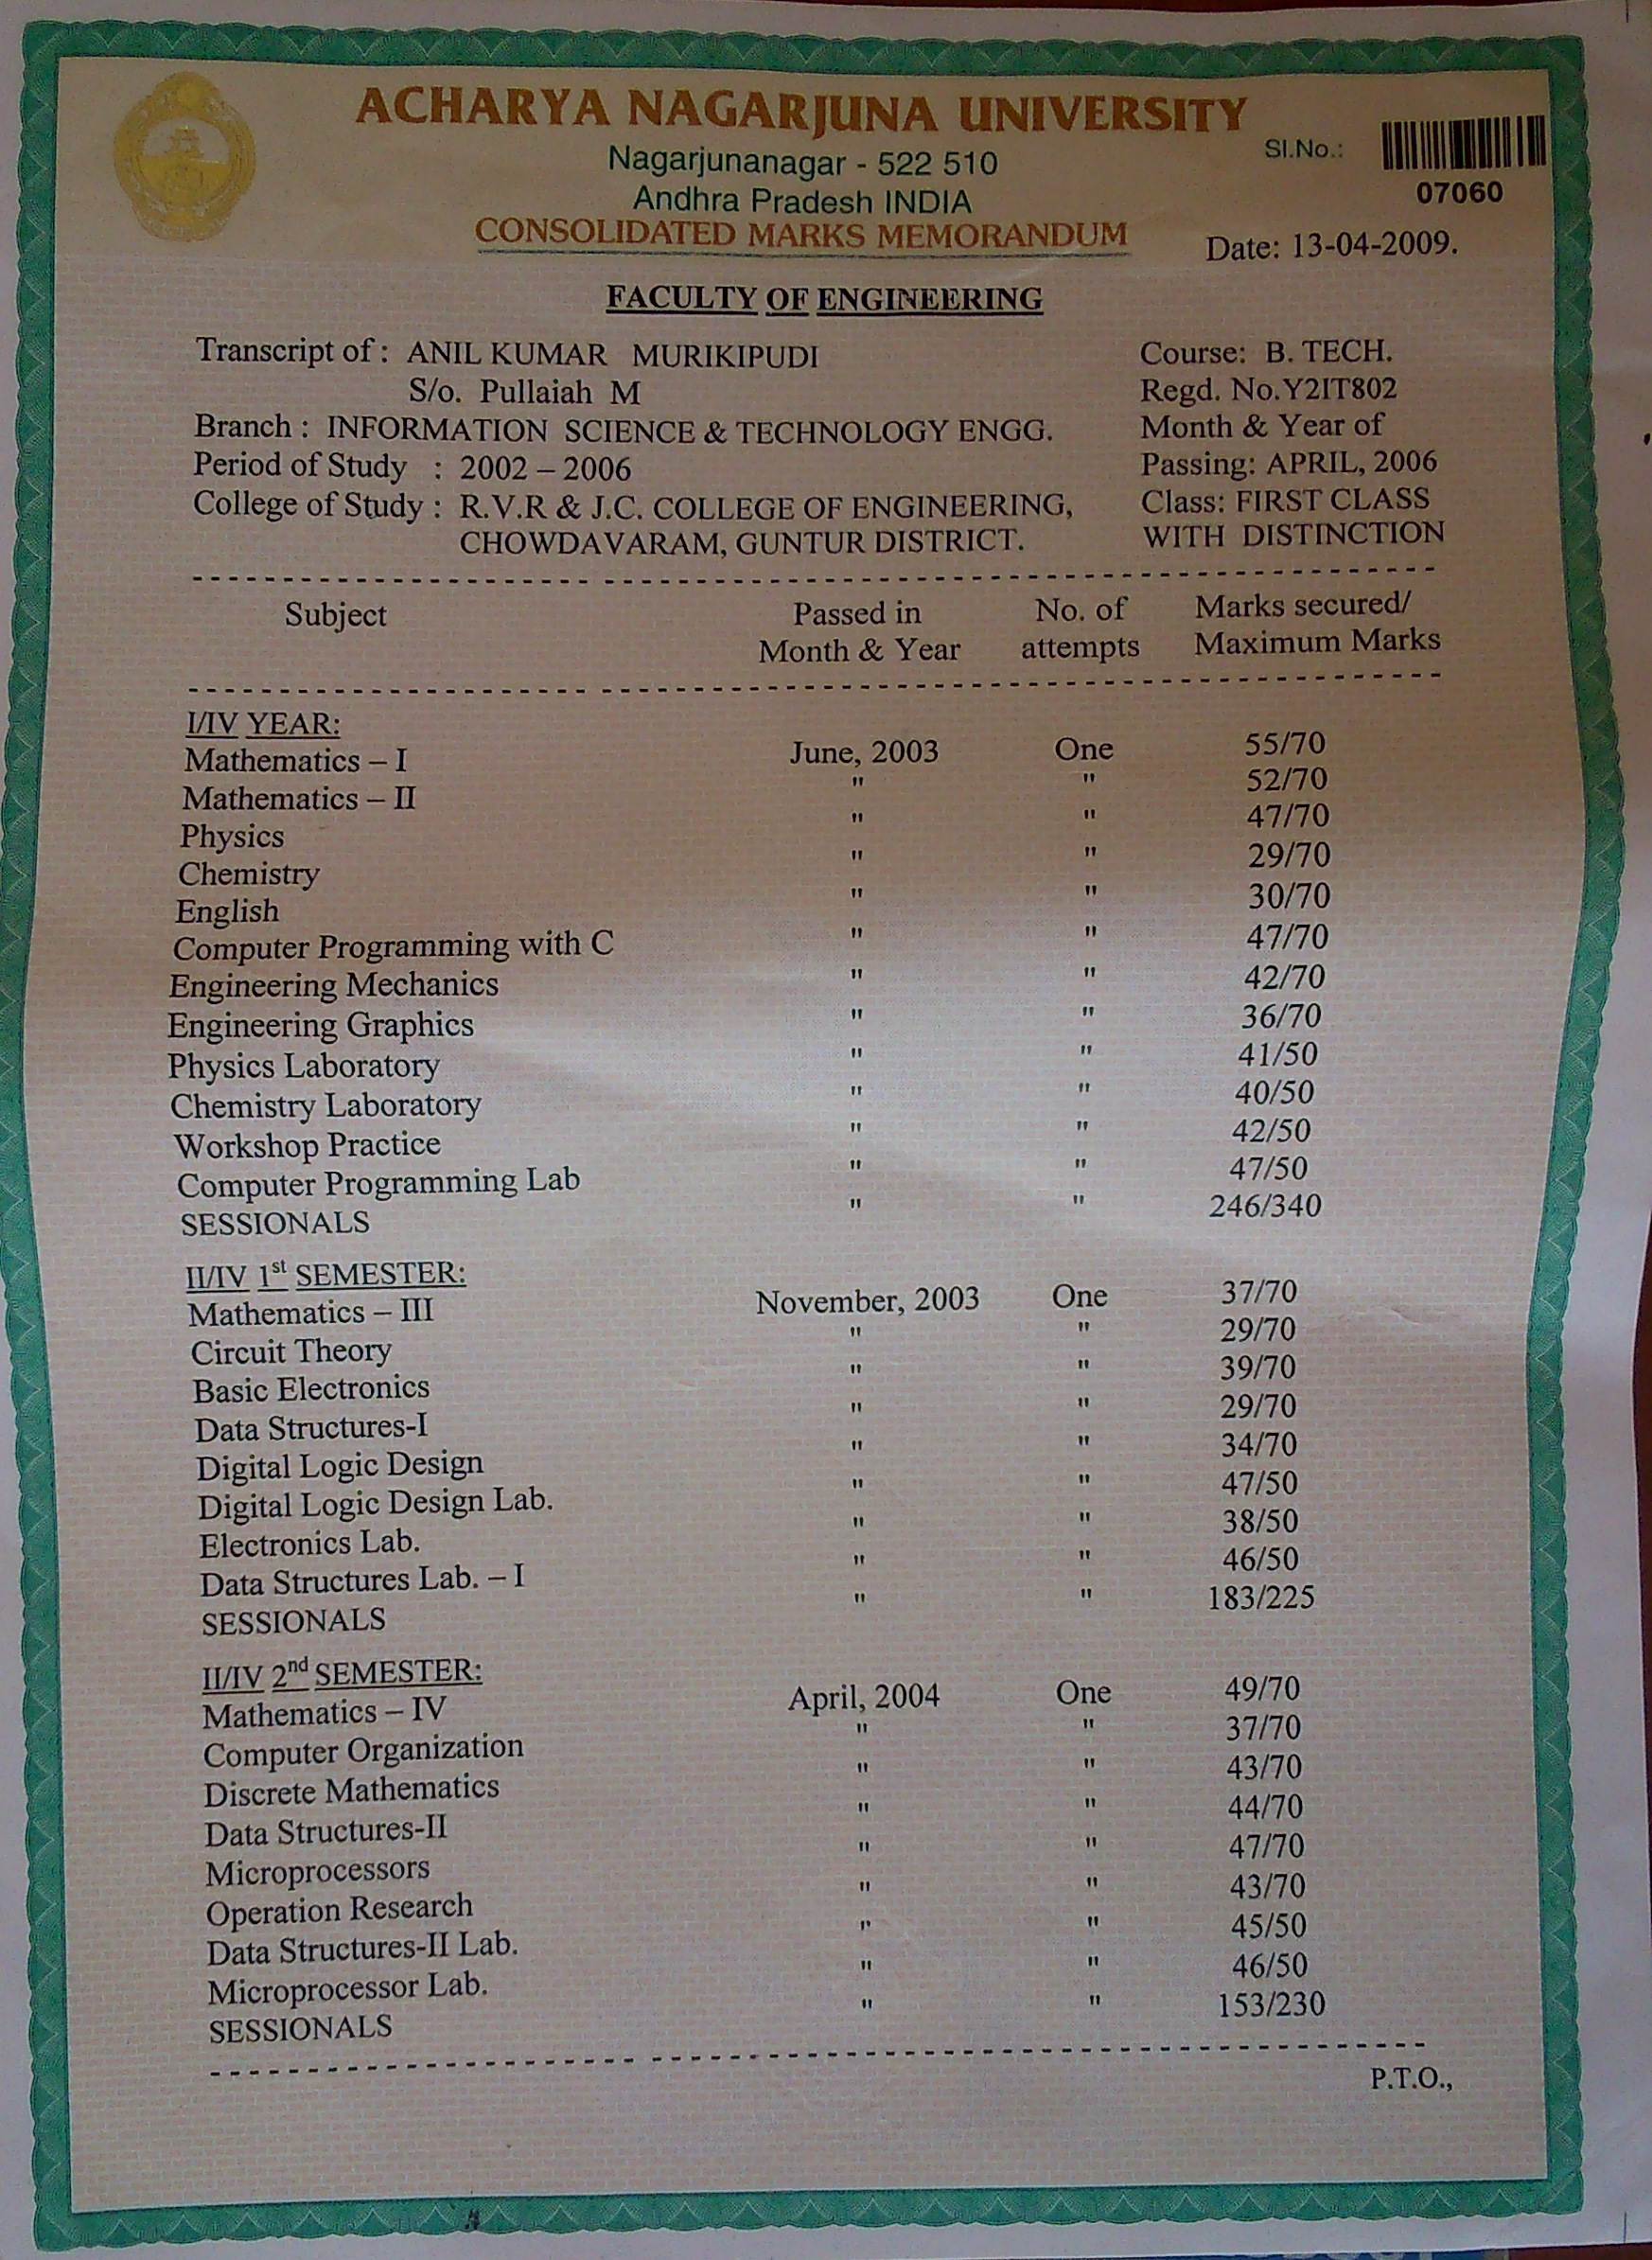 ACHARYA NAGARJUNA UNIVERSITY
Sl.No.:
Nagarjunanagar - 522 510
Andhra Pradesh INDIA
07060
CONSOLIDATED MARKS MEMORANDUM
Date: 13-04-2009.
FACULTY OF ENGINEERING
Transcript of : ANIL KUMAR MURIKIPUDI Course: B. TECH.
S/o. Pullaiah M Regd. No.Y2IT802
Branch : INFORMATION SCIENCE & TECHNOLOGY ENGG. Month & Year of
Period of Study : 2002 – 2006 Passing: APRIL, 2006
College of Study : R.V.R & J.C. COLLEGE OF ENGINEERING, Class: FIRST CLASS
CHOWDAVARAM, GUNTUR DISTRICT. WITH DISTINCTION
Subject Passed in No. of Marks secured/
Month & Year attempts Maximum Marks
I/IV YEAR:
Mathematics – I June, 2003 One 55/70
Mathematics – II " " 52/70
Physics " " 47/70
Chemistry " " 29/70
English " " 30/70
Computer Programming with C " " 47/70
Engineering Mechanics " " 42/70
Engineering Graphics " " 36/70
Physics Laboratory " " 41/50
Chemistry Laboratory " " 40/50
Workshop Practice " " 42/50
Computer Programming Lab " " 47/50
SESSIONALS " " 246/340
II/IV 1st SEMESTER:
Mathematics – III November, 2003 One 37/70
Circuit Theory " " 29/70
Basic Electronics " " 39/70
Data Structures-I " " 29/70
Digital Logic Design " " 34/70
Digital Logic Design Lab. " " 47/50
Electronics Lab. " " 38/50
Data Structures Lab. – I " " 46/50
SESSIONALS " " 183/225
II/IV 2nd SEMESTER:
Mathematics – IV April, 2004 One 49/70
Computer Organization " " 37/70
Discrete Mathematics " " 43/70
Data Structures-II " " 44/70
Microprocessors " " 47/70
Operation Research " " 43/70
Data Structures-II Lab. " " 45/50
Microprocessor Lab. " " 46/50
SESSIONALS " " 153/230
P.T.O.,